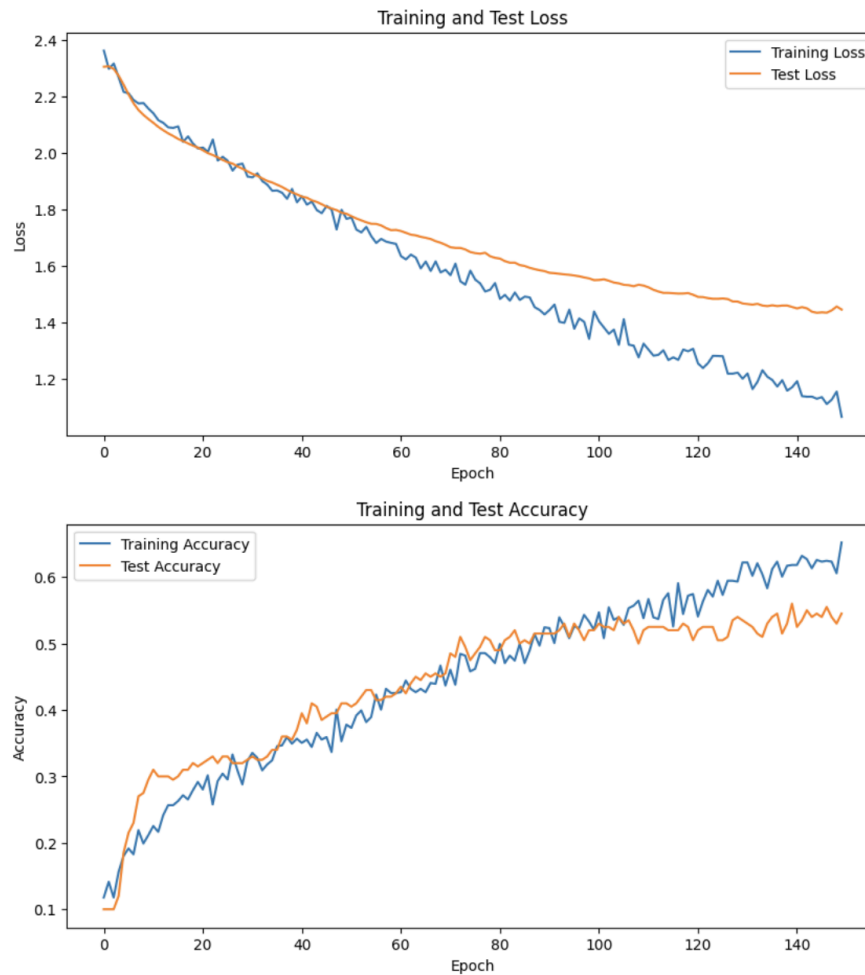 Training and Test Loss
2.4
2.2
2.0
1.8
1.6
1.4
1.2
Loss
Training Loss
Test Loss
0 20 40 60 80 100 120 140
Epoch
Training and Test Accuracy
0.6
0.5
0.4
0.3
0.2
0.1
Accuracy
Training Accuracy
Test Accuracy
0 20 40 60 80 100 120 140
Epoch